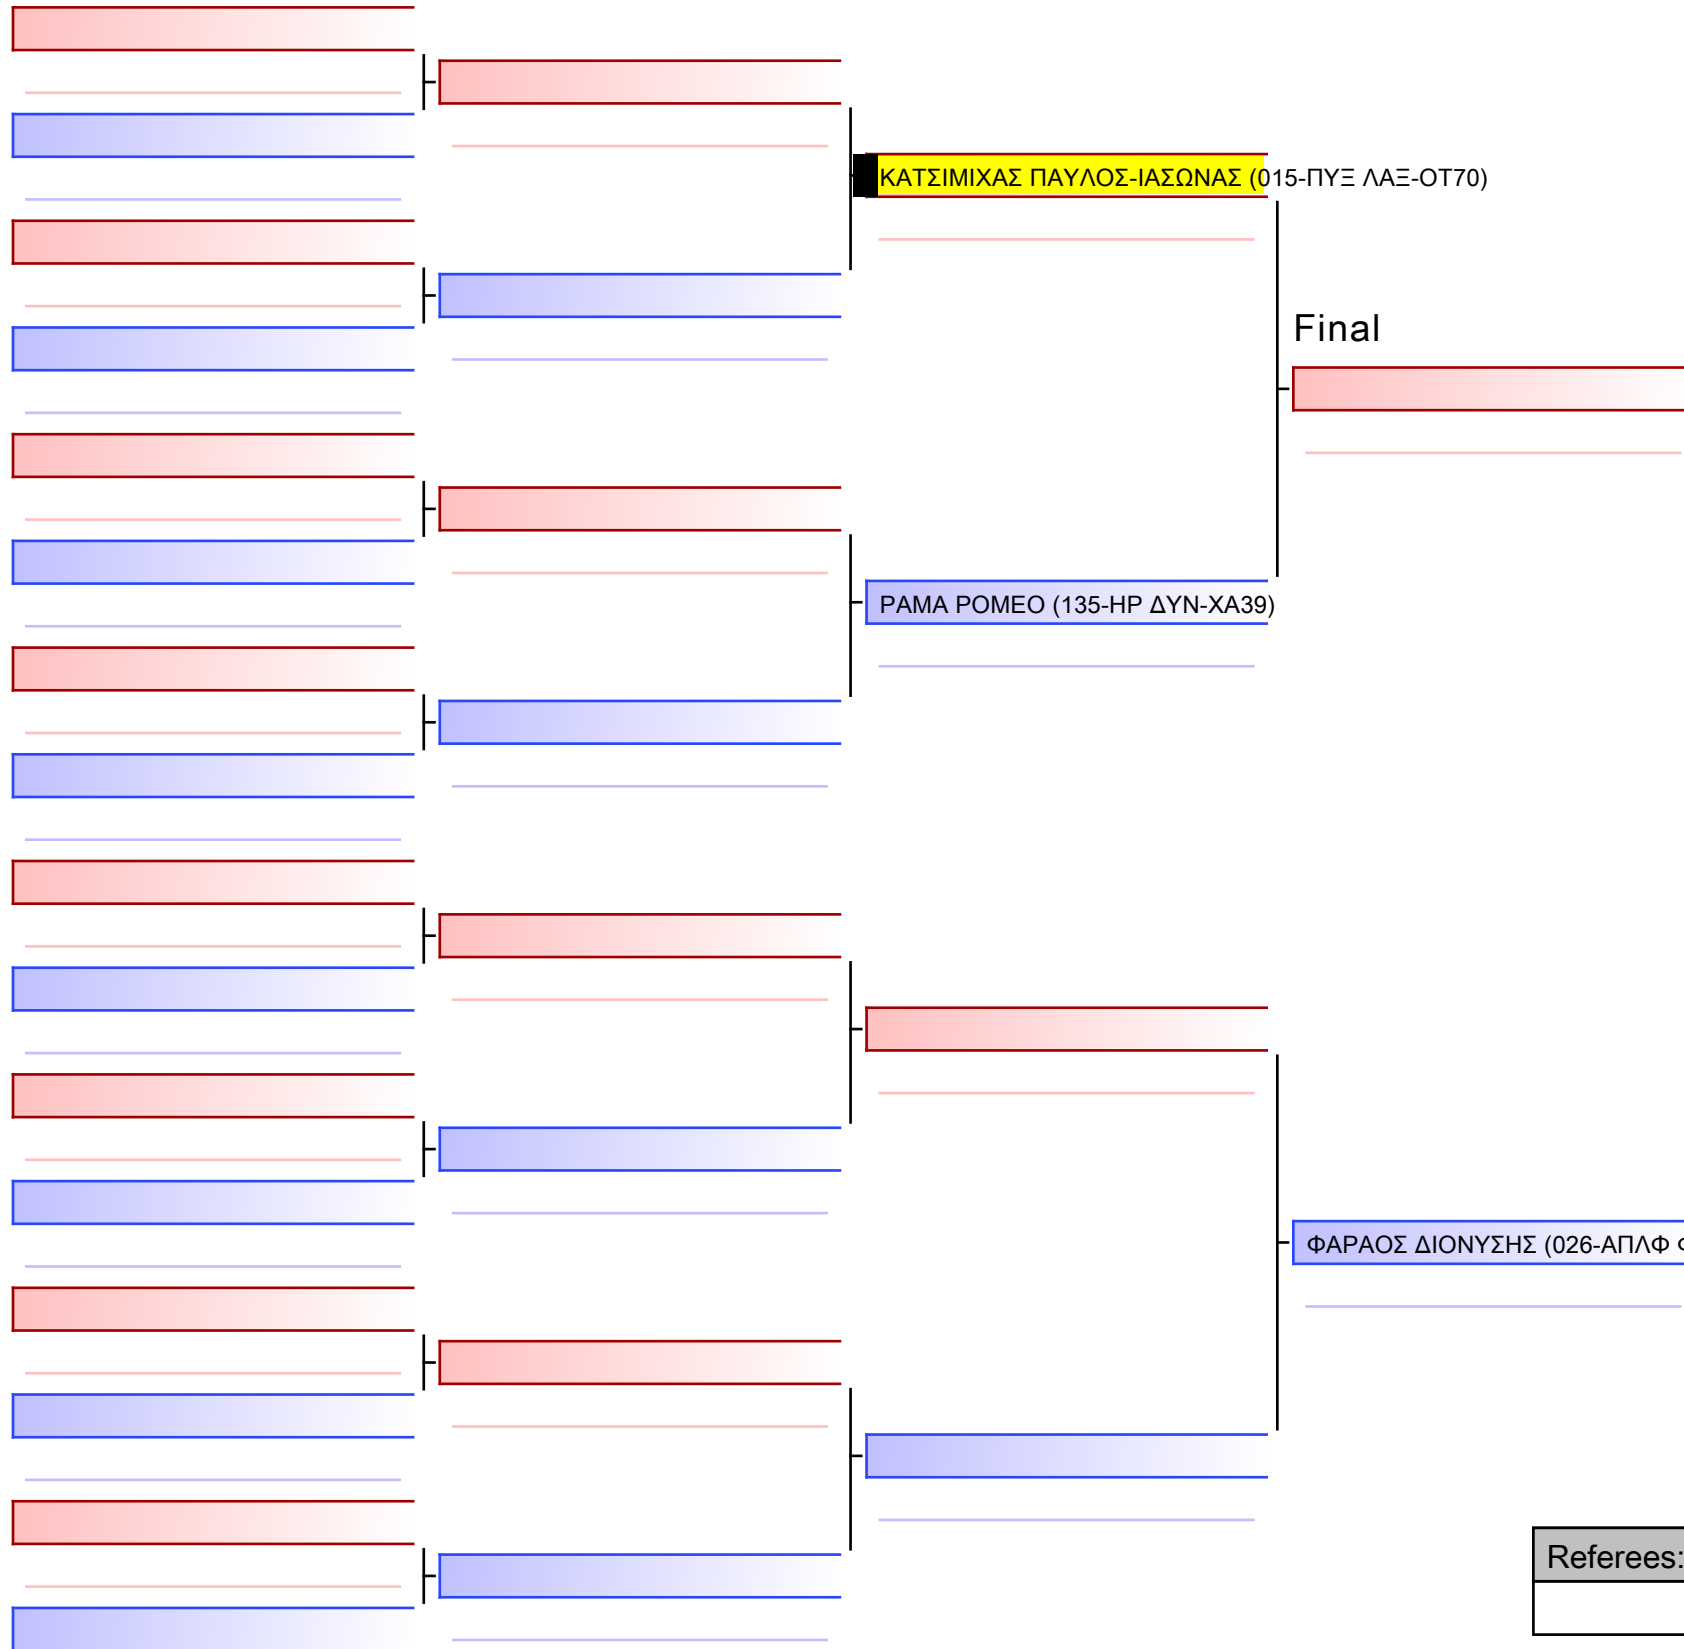 ΚΑΤΣΙΜΙΧΑΣ ΠΑΥΛΟΣ-ΙΑΣΩΝΑΣ (015-ΠΥΞ ΛΑΞ-ΟΤ70)
Final
ΡΑΜΑ ΡΟΜΕΟ (135-ΗΡ ΔΥΝ-ΧΑ39)
ΦΑΡΑΟΣ ΔΙΟΝΥΣΗΣ (026-ΑΠΛΦ
Referees: